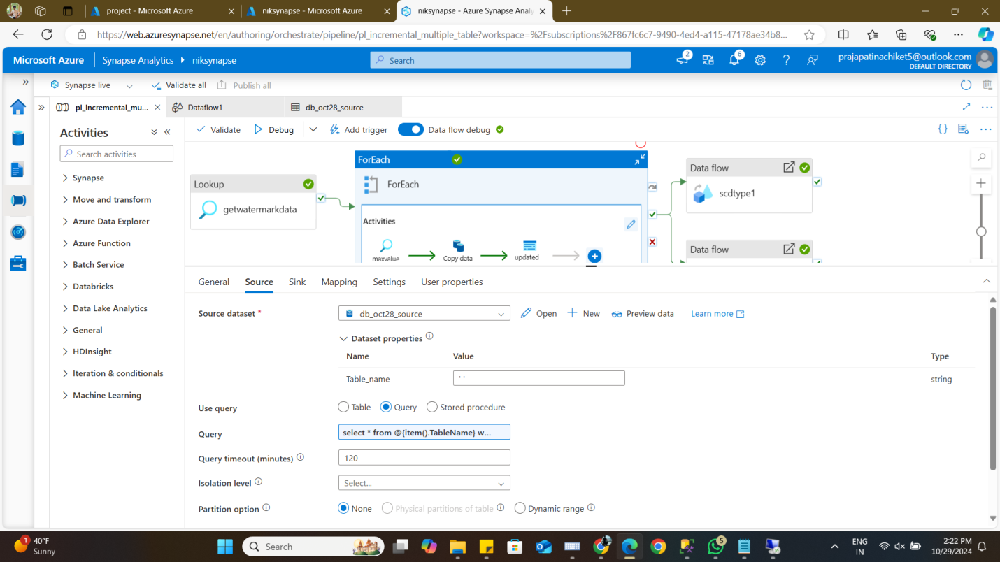 project - Microsoft Azure
niksynapse - Microsoft Azure
niksynapse - Azure Synapse Analy
https://web.azuresynapse.net/en/authoring/orchestrate/pipeline/pl_incremental_multiple_table?workspace=%2Fsubscriptions%2F867fc6c7-9490-4ed4-a115-47178ae34b8...
Microsoft Azure
Synapse Analytics
niksynapse
Search
2
6
prajapatinachiket5@outlook.com
DEFAULT DIRECTORY
Synapse live
Validate all
Publish all
pl_incremental_mu...
Dataflow1
db_oct28_source
Activities
Search activities
Synapse
Move and transform
Azure Data Explorer
Azure Function
Batch Service
Databricks
Data Lake Analytics
General
HDInsight
Iteration & conditionals
Machine Learning
Validate
Debug
Add trigger
Data flow debug
Lookup
getwatermarkdata
ForEach
ForEach
Activities
maxvalue
Copy data
updated
Data flow
scdtype1
Data flow
General
Source
Sink
Mapping
Settings
User properties
Source dataset *
db_oct28_source
Open
New
Preview data
Learn more
Dataset properties
Name
Value
Type
Table_name
' '
string
Use query
Table
Query
Stored procedure
Query
select * from @{item().TableName} w...
Query timeout (minutes)
120
Isolation level
Select...
Partition option
None
Physical partitions of table
Dynamic range
1
40°F
Sunny
Search
5
ENG
IN
2:22 PM
10/29/2024